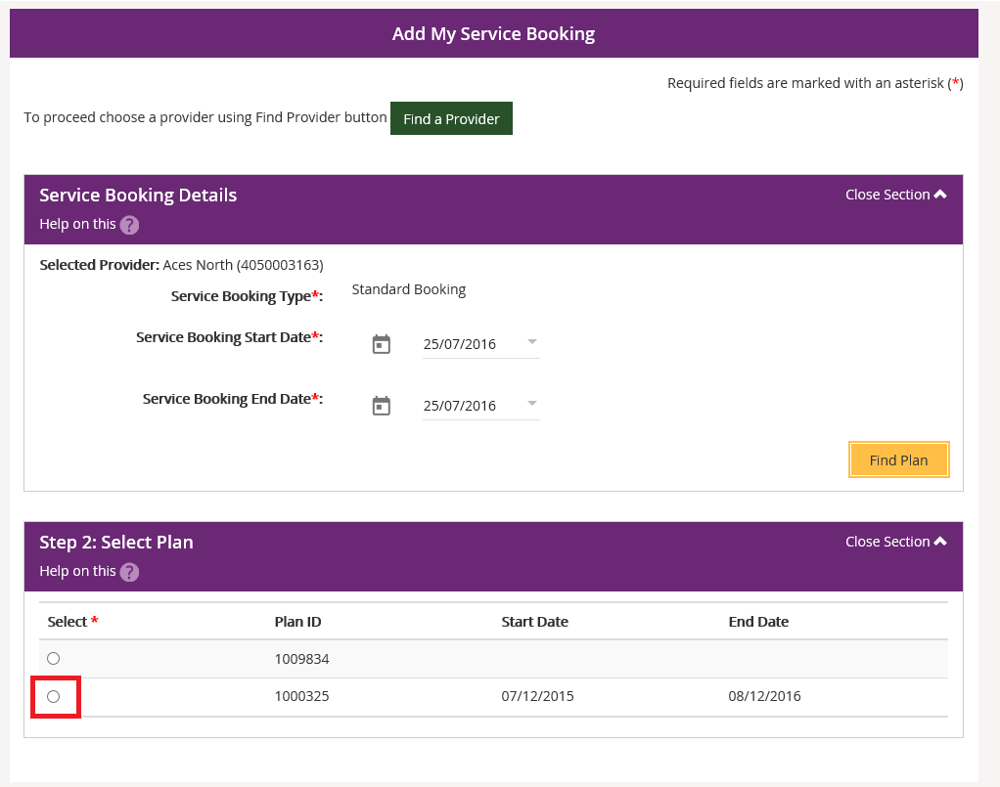 Add My Service Booking
Required fields are marked with an asterisk (*)
To proceed choose a provider using Find Provider button Find a Provider
Service Booking Details Close Section
Help on this ?
Selected Provider: Aces North (4050003163)
Service Booking Type*: Standard Booking
Service Booking Start Date*: 25/07/2016
Service Booking End Date*: 25/07/2016
Find Plan
Step 2: Select Plan Close Section
Help on this ?
Select * Plan ID Start Date End Date
1009834
1000325 07/12/2015 08/12/2016